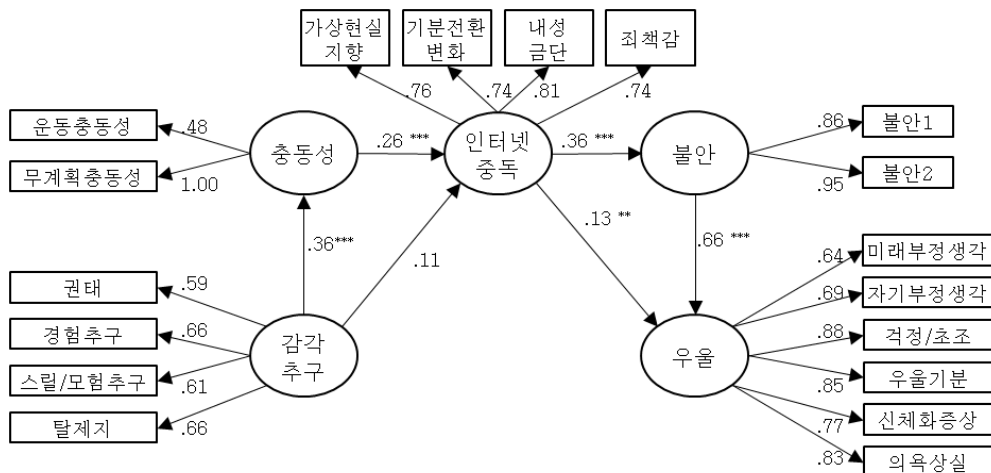 가상현실
지향
기분전환
변화
내성
금단
죄책감
.76
.74
.81
.74
운동충동성
무계획충동성
.48
1.00
충동성
.26 ***
인터넷
중독
.36 ***
불안
.86
.95
불안1
불안2
.36***
.11
.13 **
.66 ***
권태
경험추구
스릴/모험추구
탈제지
.59
.66
.61
.66
감각
추구
우울
.64
.69
.88
.85
.77
.83
미래부정생각
자기부정생각
걱정/초조
우울기분
신체화증상
의욕상실